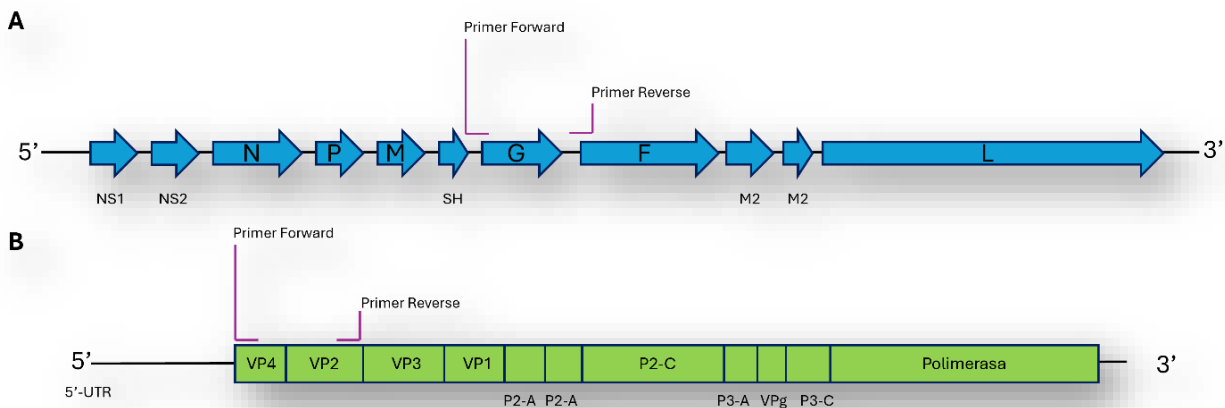 A
Primer Forward
Primer Reverse
5’ N P M G F L 3’
NS1 NS2 SH M2 M2
B
Primer Forward
Primer Reverse
5’ VP4 VP2 VP3 VP1 P2-C Polimerasa 3’
5’-UTR P2-A P2-A P3-A VPg P3-C